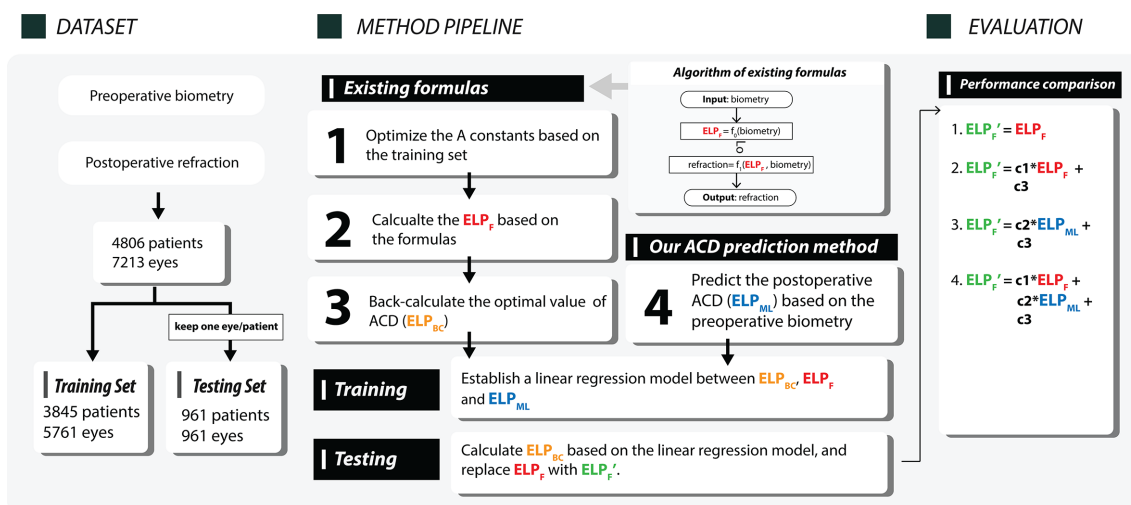 DATASET
Preoperative biometry
Postoperative refraction
4806 patients
7213 eyes
keep one eye/patient
Training Set
3845 patients
5761 eyes
Testing Set
961 patients
961 eyes
METHOD PIPELINE
Existing formulas
1
Optimize the A constants based on
the training set
2
Calcualte the ELPF based on
the formulas
3
Back-calculate the optimal value of
ACD (ELPBC)
Algorithm of existing formulas
Input: biometry
ELPF = f0(biometry)
refraction= f1(ELPF , biometry)
Output: refraction
Our ACD prediction method
4
Predict the postoperative
ACD (ELPML) based on the
preoperative biometry
Training
Establish a linear regression model between ELPBC, ELPF
and ELPML
Testing
Calculate ELPBC based on the linear regression model, and
replace ELPF with ELPF′.
EVALUATION
Performance comparison
1. ELPF′ = ELPF
2. ELPF′ = c1*ELPF +
c3
3. ELPF′ = c2*ELPML +
c3
4. ELPF′ = c1*ELPF +
c2*ELPML +
c3